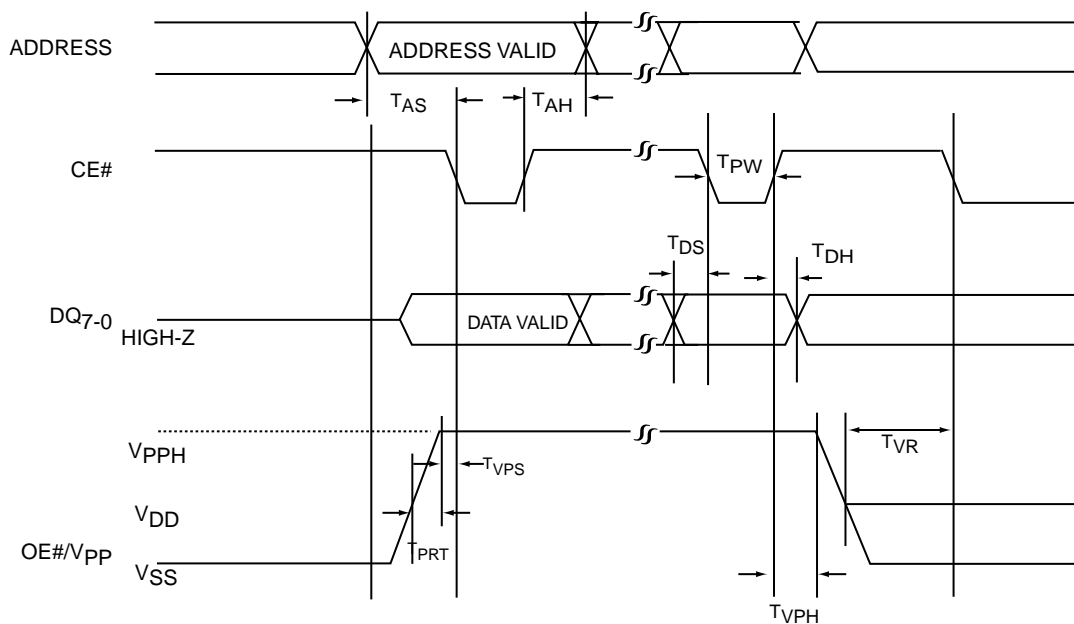 ADDRESS
ADDRESS VALID
TAS
TAH
CE#
TPW
TDS
TDH
DQ7-0
HIGH-Z
DATA VALID
VPPH
TVPS
TVR
VDD
OE#/VPP
TPRT
VSS
TVPH